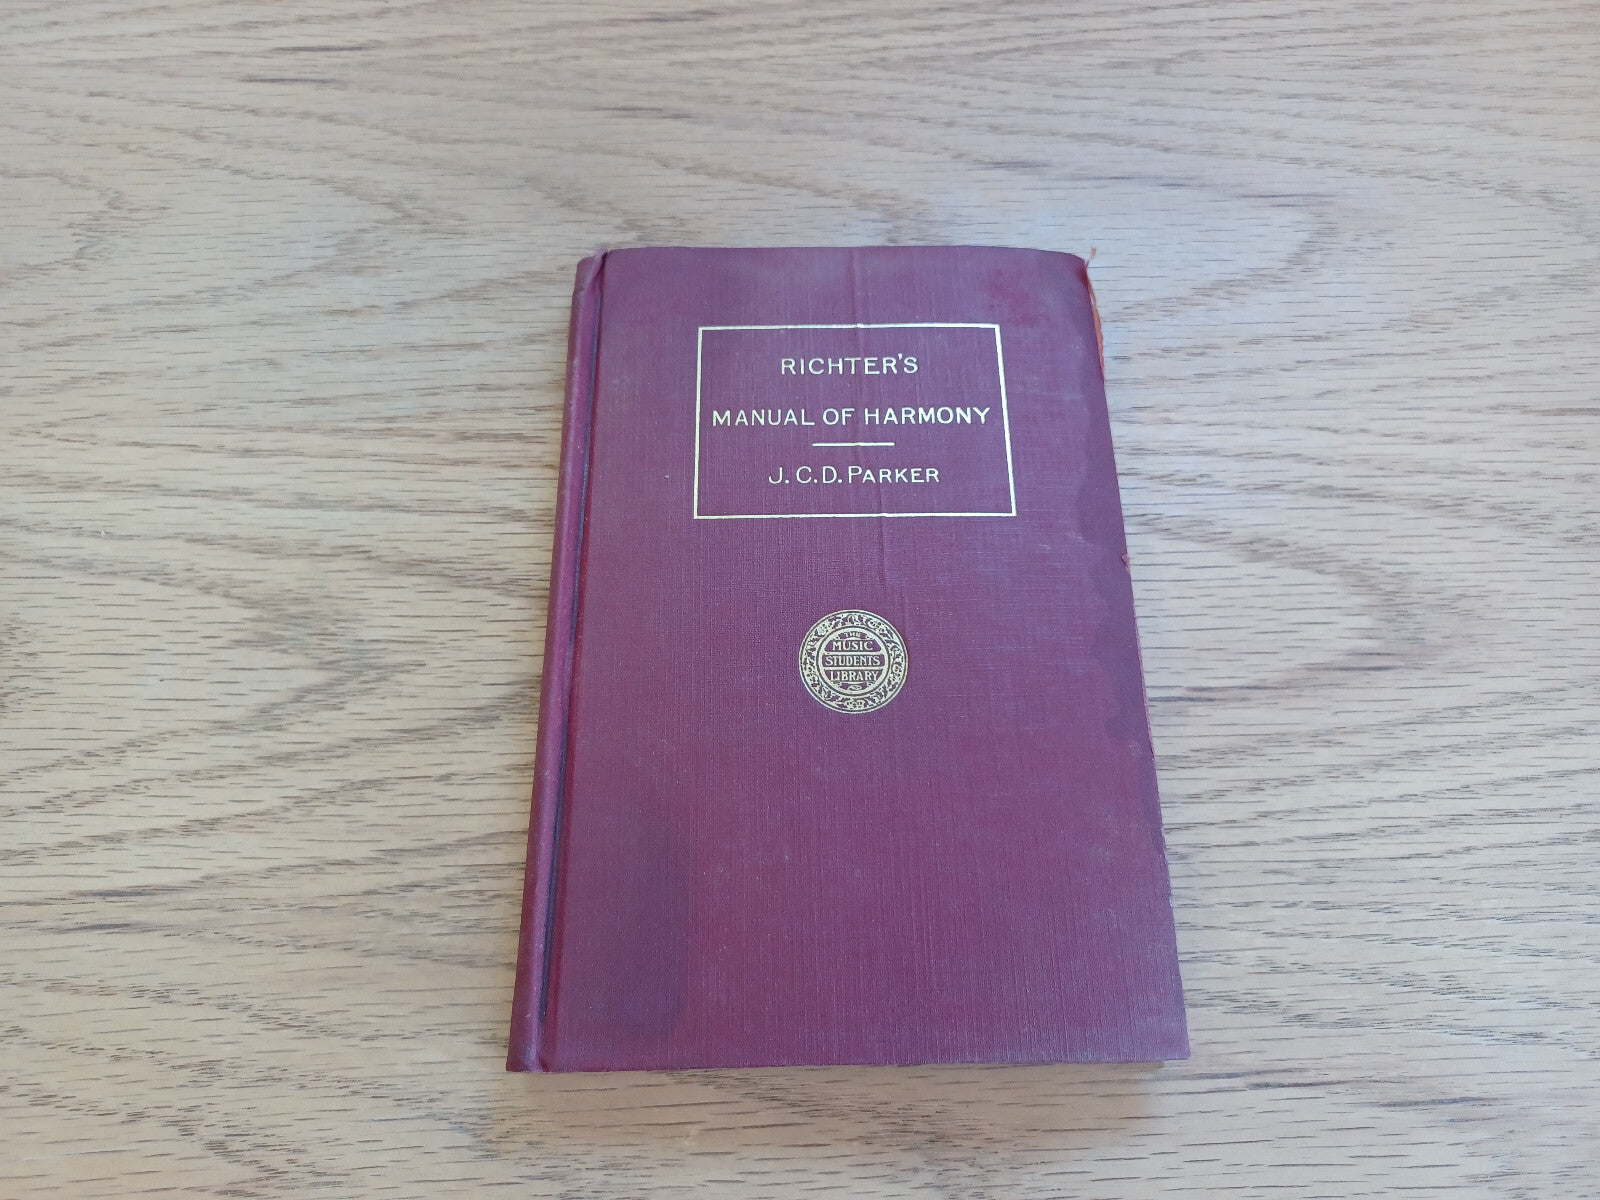 RICHTER'S
MANUAL OF HARMONY
J. C. D. PARKER
THE
MUSIC
STUDENTS
LIBRARY